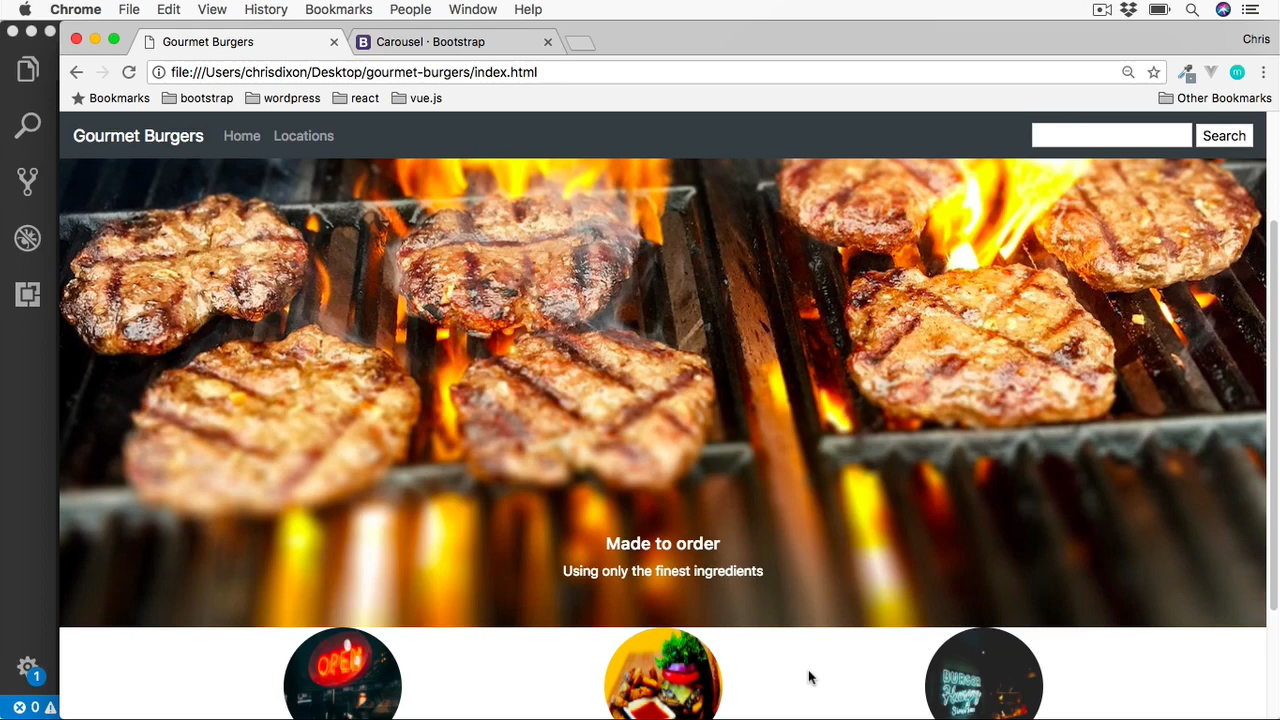 Chrome File Edit View History Bookmarks People Window Help
Gourmet Burgers
Carousel · Bootstrap
Chris
file:///Users/chrisdixon/Desktop/gourmet-burgers/index.html
Bookmarks bootstrap wordpress react vue.js Other Bookmarks
Gourmet Burgers Home Locations Search
Made to order
Using only the finest ingredients
OPEN
BURGER
1
0